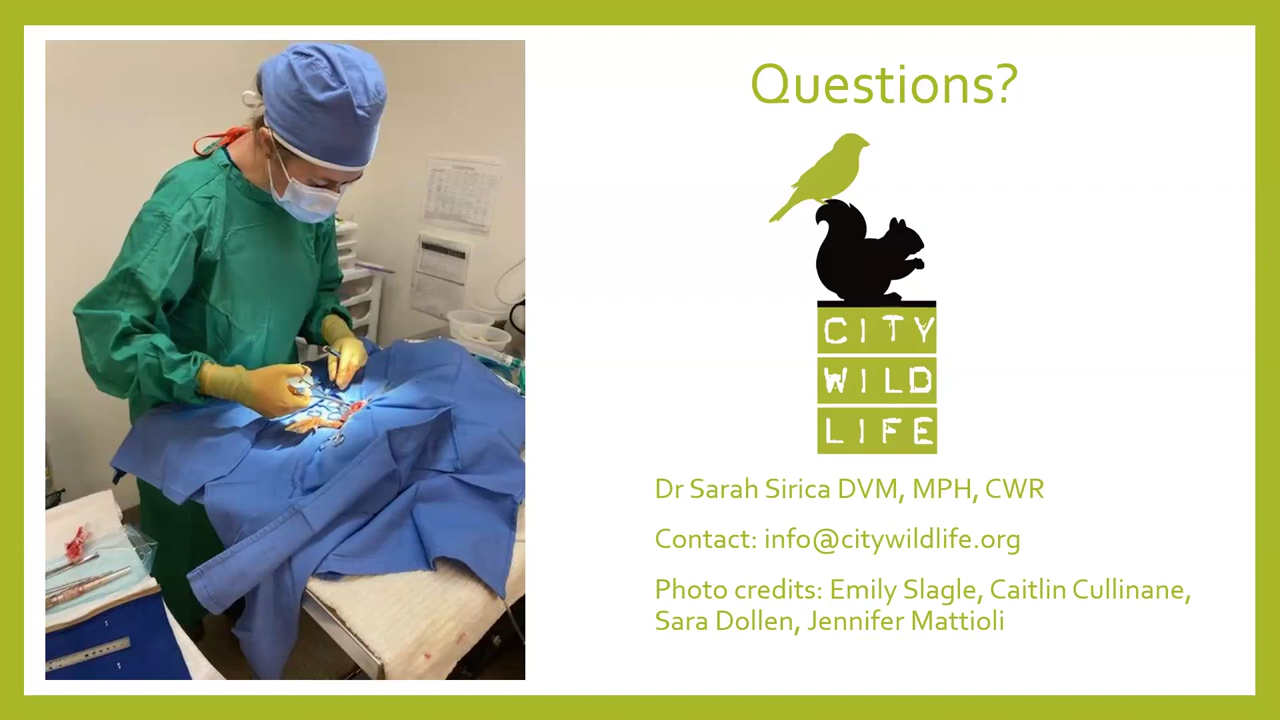 Questions?
CITY
WILD
LIFE
Dr Sarah Sirica DVM, MPH, CWR
Contact: info@citywildlife.org
Photo credits: Emily Slagle, Caitlin Cullinane,
Sara Dollen, Jennifer Mattioli